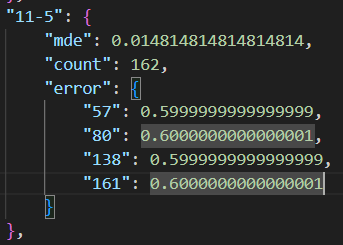 "11-5": {
"mde": 0.014814814814814814,
"count": 162,
"error": {
"57": 0.5999999999999999,
"80": 0.6000000000000001,
"138": 0.5999999999999999,
"161": 0.6000000000000001
}
},